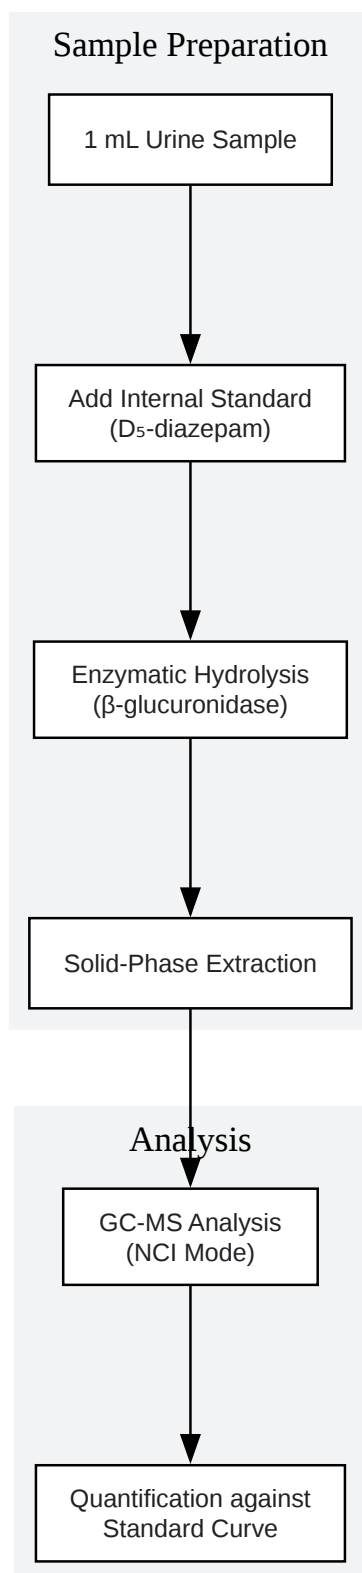 Sample Preparation
1 mL Urine Sample
Add Internal Standard
(D₅-diazepam)
Enzymatic Hydrolysis
(β-glucuronidase)
Solid-Phase Extraction
Analysis
GC-MS Analysis
(NCI Mode)
Quantification against
Standard Curve